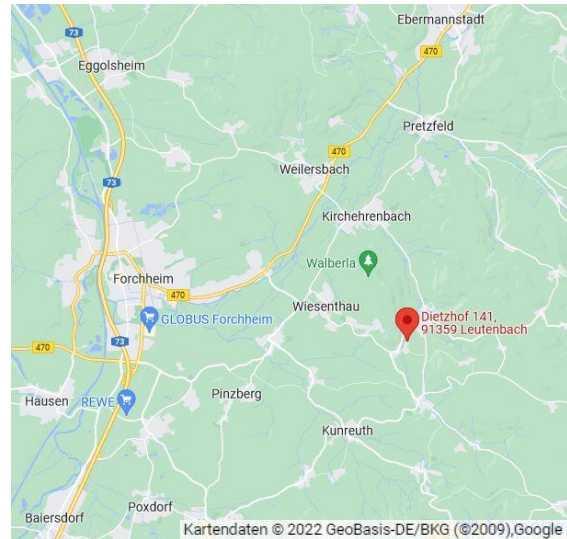 Ebermannstadt
73
Eggolsheim
470
Pretzfeld
470
Weilersbach
73
Kirchehrenbach
Walberla
Forchheim
470
Wiesenthau
GLOBUS Forchheim
Dietzhof 141,
91359 Leutenbach
73
470
Hausen
REWE
Pinzberg
Kunreuth
Poxdorf
Baiersdorf
Kartendaten © 2022 GeoBasis-DE/BKG (©2009),Google